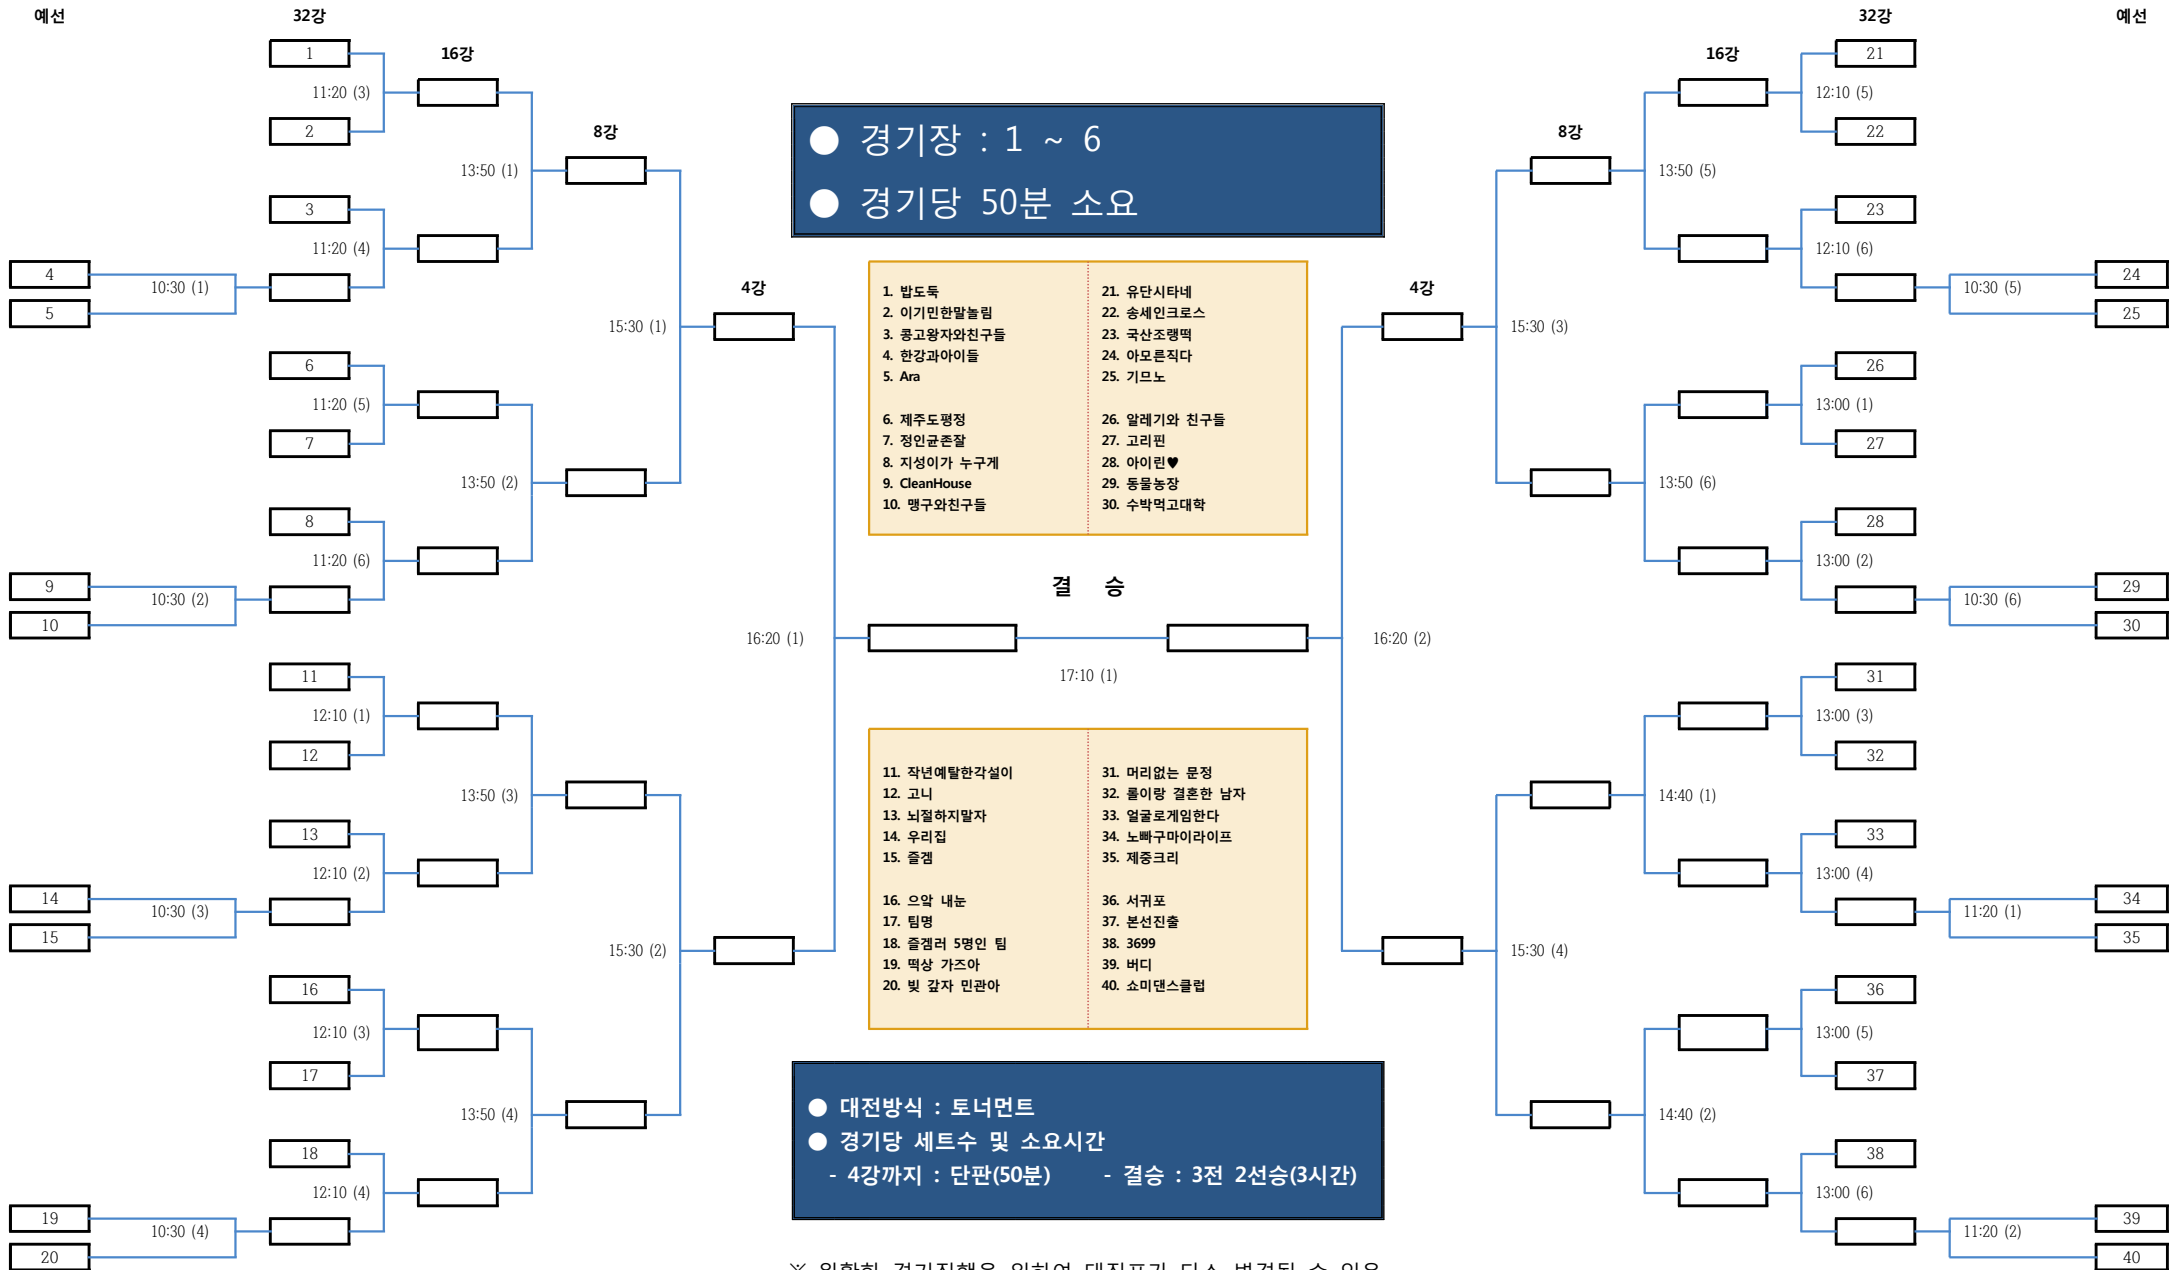 예선
32강
32강
예선
16강
16강
8강
8강
4강
4강
1
11:20 (3)
2
13:50 (1)
3
11:20 (4)
4
10:30 (1)
5
15:30 (1)
6
11:20 (5)
7
13:50 (2)
8
11:20 (6)
9
10:30 (2)
10
16:20 (1)
11
12:10 (1)
12
13:50 (3)
13
12:10 (2)
14
10:30 (3)
15
15:30 (2)
16
12:10 (3)
17
13:50 (4)
18
12:10 (4)
19
10:30 (4)
20
● 경기장 : 1 ~ 6
● 경기당 50분 소요
1. 밥도둑
2. 이기민한말놀림
3. 콩고왕자와친구들
4. 한강과아이들
5. Ara
6. 제주도평정
7. 정인균존잘
8. 지성이가 누구게
9. CleanHouse
10. 맹구와친구들
21. 유단시타네
22. 송세인크로스
23. 국산조랭떡
24. 아모른직다
25. 기므노
26. 알레기와 친구들
27. 고리핀
28. 아이린♥
29. 동물농장
30. 수박먹고대학
결 승
17:10 (1)
11. 작년예탈한각설이
12. 고니
13. 뇌절하지말자
14. 우리집
15. 즐겜
16. 으악 내눈
17. 팀명
18. 즐겜러 5명인 팀
19. 떡상 가즈아
20. 빛 갚자 민관아
31. 머리없는 문정
32. 롤이랑 결혼한 남자
33. 얼굴로게임한다
34. 노빠구마이라이프
35. 제중크리
36. 서귀포
37. 본선진출
38. 3699
39. 버디
40. 쇼미댄스클럽
● 대전방식 : 토너먼트
● 경기당 세트수 및 소요시간
- 4강까지 : 단판(50분) - 결승 : 3전 2선승(3시간)
※ 원활한 경기진행을 위하여 대진표가 다소 변경될 수 있음
21
12:10 (5)
22
13:50 (5)
23
12:10 (6)
24
10:30 (5)
25
15:30 (3)
26
13:00 (1)
27
13:50 (6)
28
13:00 (2)
29
10:30 (6)
30
16:20 (2)
31
13:00 (3)
32
14:40 (1)
33
13:00 (4)
34
11:20 (1)
35
15:30 (4)
36
13:00 (5)
37
14:40 (2)
38
13:00 (6)
39
11:20 (2)
40